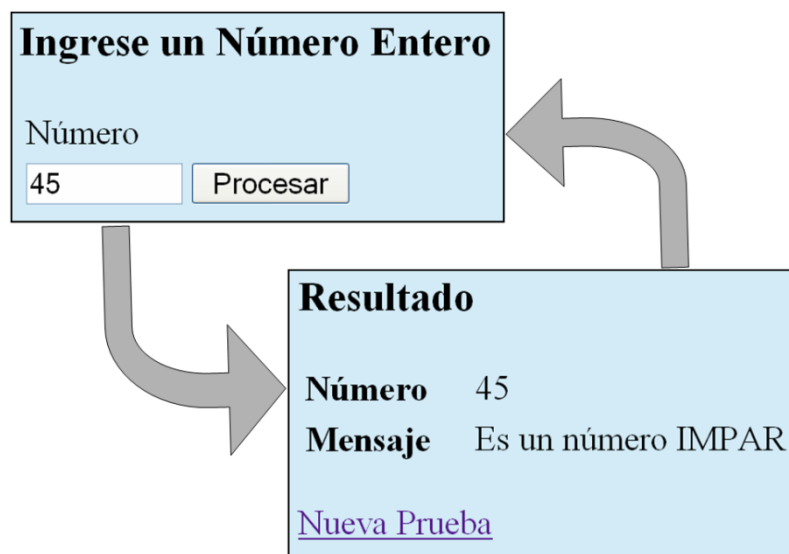 Ingrese un Número Entero
Número
45 Procesar
Resultado
Número 45
Mensaje Es un número IMPAR
Nueva Prueba